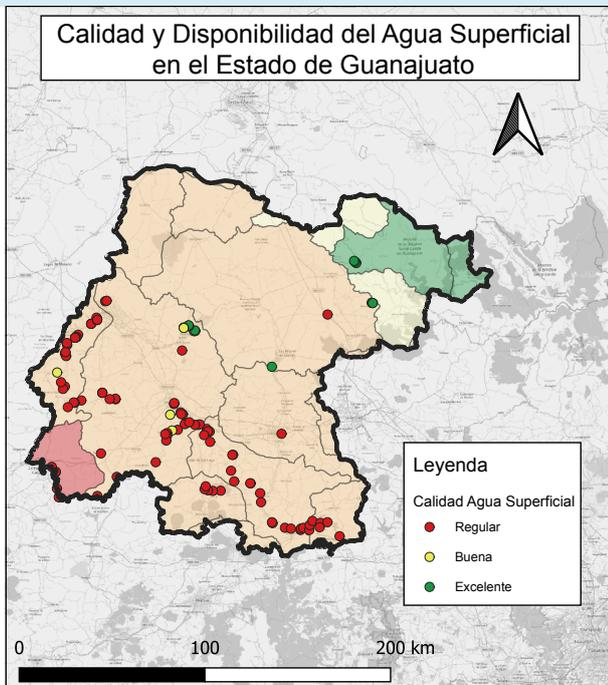 Calidad y Disponibilidad del Agua Superficial
en el Estado de Guanajuato
Leyenda
Calidad Agua Superficial
Regular
Buena
Excelente
0 100 200 km